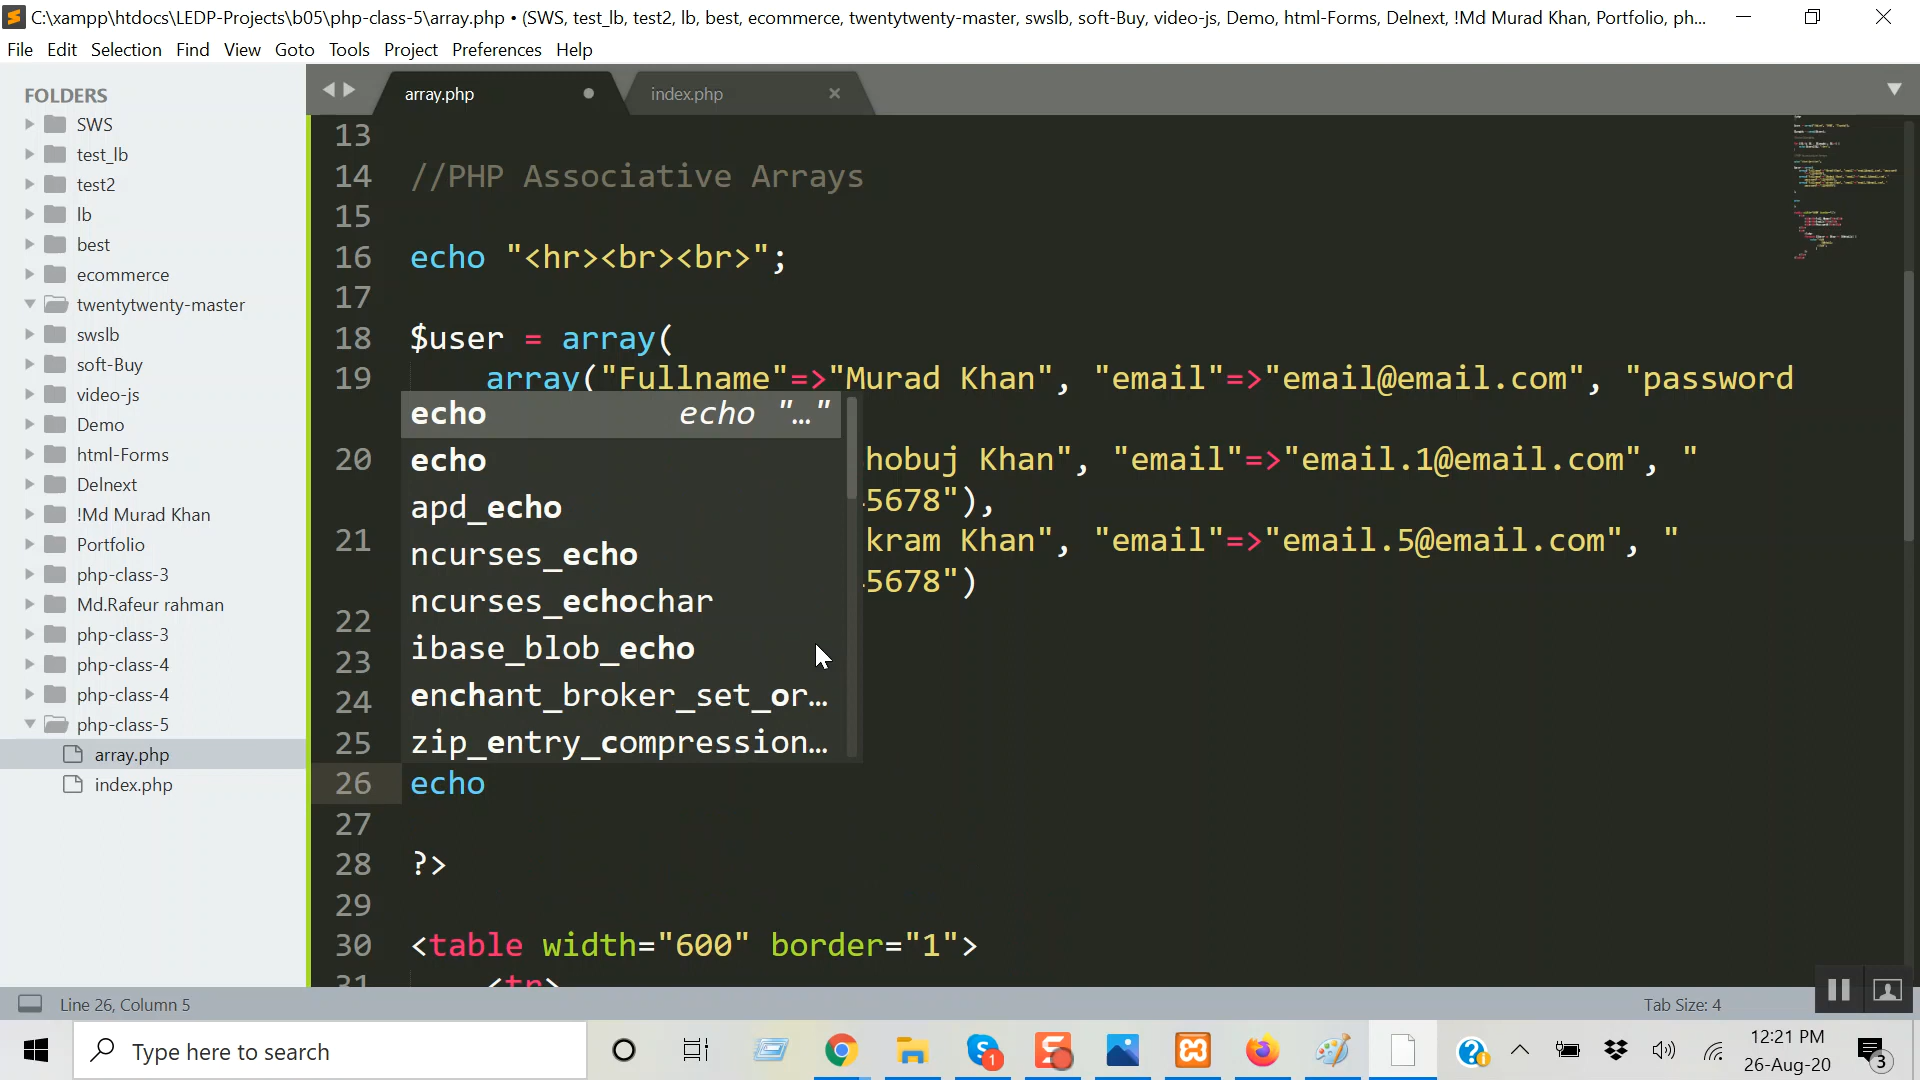 C:\xampp\htdocs\LEDP-Projects\b05\php-class-5\array.php • (SWS, test_lb, test2, lb, best, ecommerce, twentytwenty-master, swslb, soft-Buy, video-js, Demo, html-Forms, Delnext, !Md Murad Khan, Portfolio, ph...
File Edit Selection Find View Goto Tools Project Preferences Help
FOLDERS
SWS
test_lb
test2
lb
best
ecommerce
twentytwenty-master
swslb
soft-Buy
video-js
Demo
html-Forms
Delnext
!Md Murad Khan
Portfolio
php-class-3
Md.Rafeur rahman
php-class-3
php-class-4
php-class-4
php-class-5
array.php
index.php
array.php
index.php
13
14 //PHP Associative Arrays
15
16 echo "<hr><br><br>";
17
18 $user = array(
19 array("Fullname"=>"Murad Khan", "email"=>"email@email.com", "password
20 hobuj Khan", "email"=>"email.1@email.com", "
5678"),
21 kram Khan", "email"=>"email.5@email.com", "
5678")
22
23
24
25
26 echo
27
28 ?>
29
30 <table width="600" border="1">
31 <tr>
echo echo "…"
echo
apd_echo
ncurses_echo
ncurses_echochar
ibase_blob_echo
enchant_broker_set_or…
zip_entry_compression…
Line 26, Column 5
Tab Size: 4
Type here to search
1
12:21 PM
26-Aug-20
3